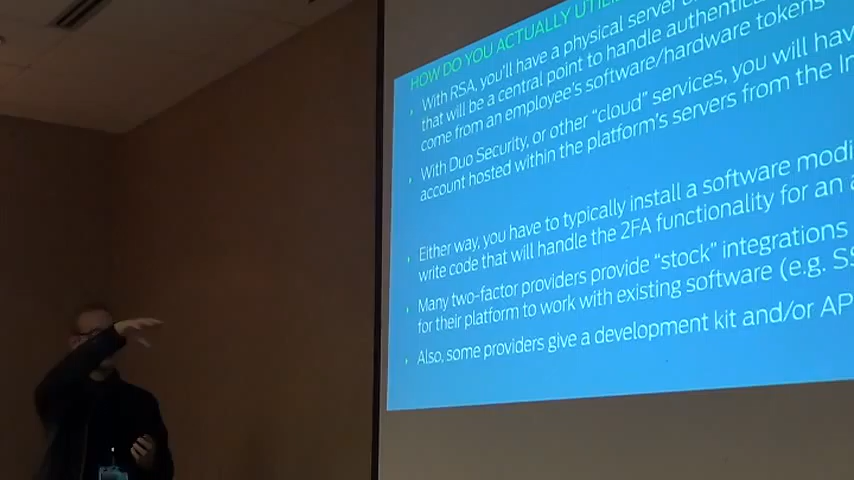 HOW DO YOU ACTUALLY
With RSA, you'll have a physical server
that will be a central point to handle
come from an employee's software/hardware tokens
With Duo Security, or other "cloud" services, you will
account hosted within the platform's servers from the
Either way, you have to typically install a software
write code that will handle the 2FA functionality for an
Many two-factor providers provide "stock" integrations
for their platform to work with existing software (e.g.
Also, some providers give a development kit and/or